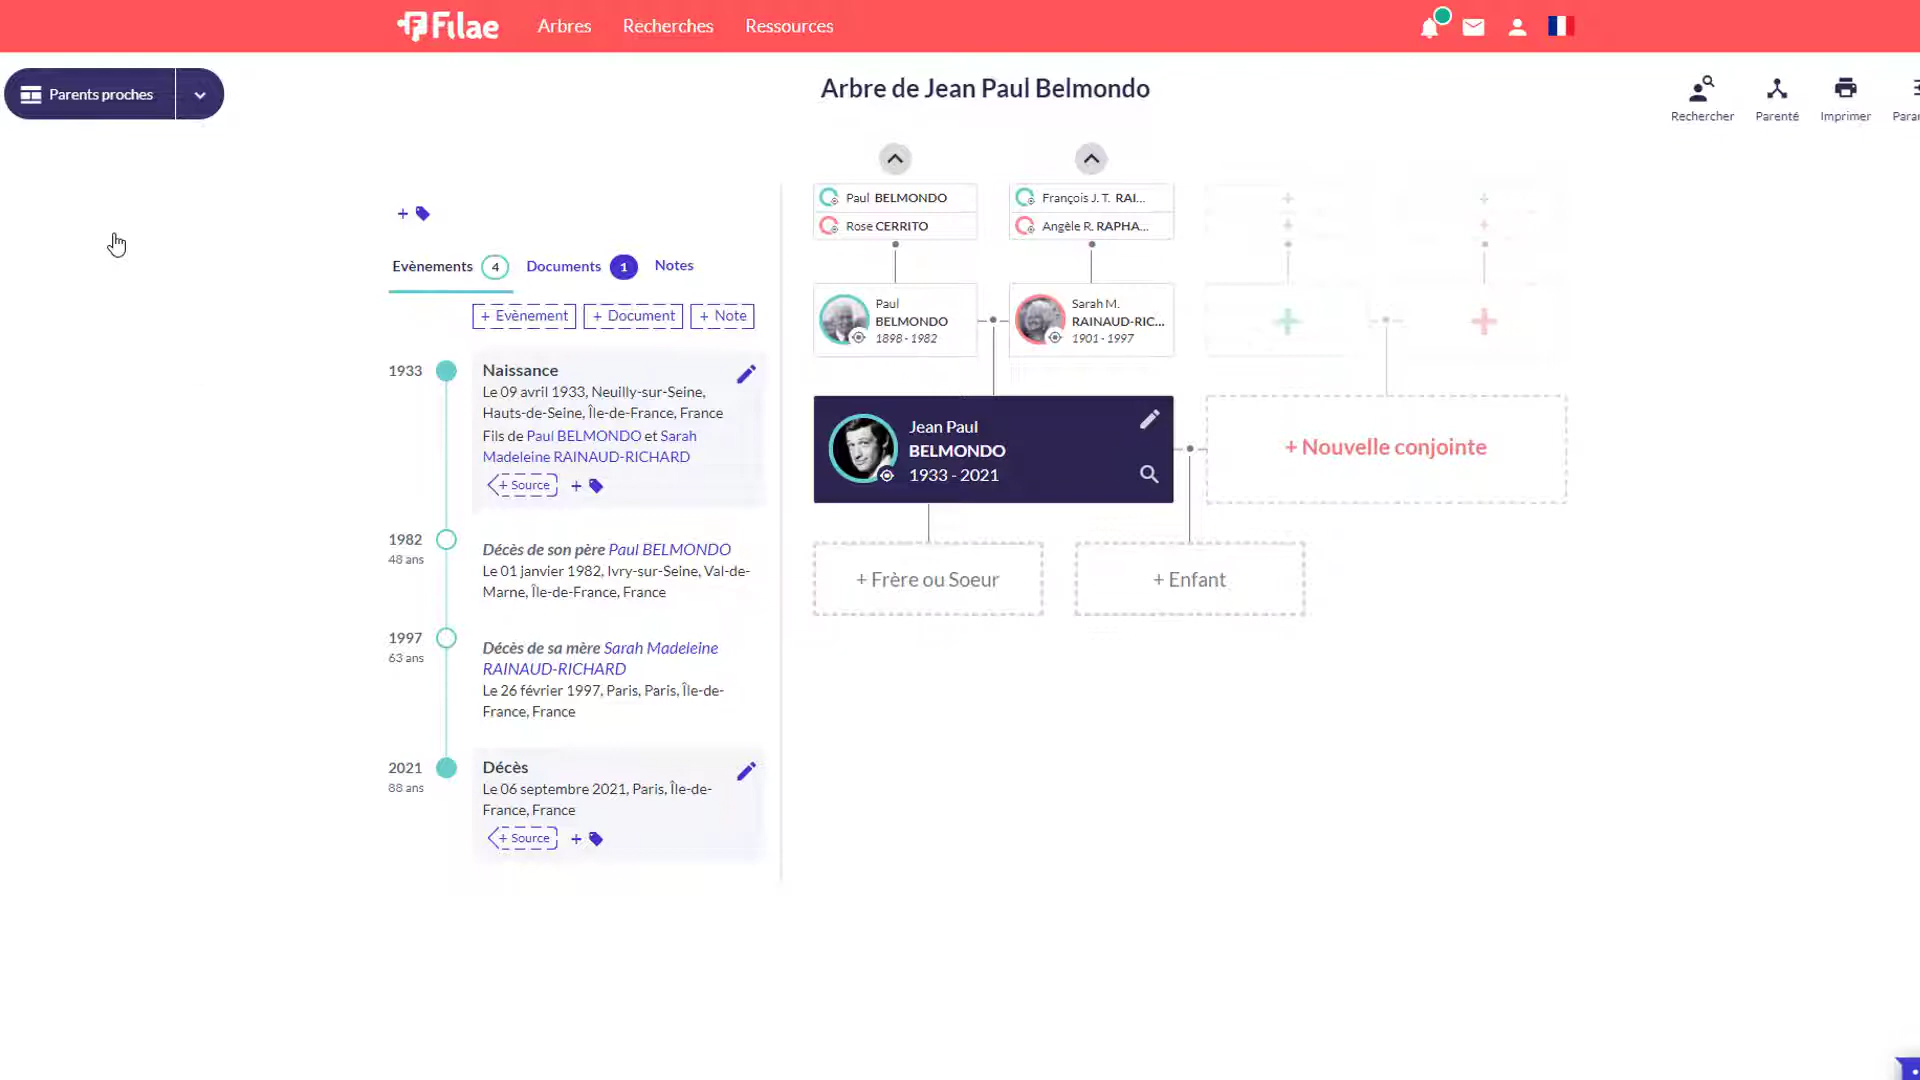 Filae
Arbres
Recherches
Ressources
Parents proches
Arbre de Jean Paul Belmondo
Rechercher
Parenté
Imprimer
Evènements 4
Documents 1
Notes
+ Evènement
+ Document
+ Note
1933
Naissance
Le 09 avril 1933, Neuilly-sur-Seine,
Hauts-de-Seine, Île-de-France, France
Fils de Paul BELMONDO et Sarah
Madeleine RAINAUD-RICHARD
+ Source
+
1982
48 ans
Décès de son père Paul BELMONDO
Le 01 janvier 1982, Ivry-sur-Seine, Val-de-
Marne, Île-de-France, France
1997
63 ans
Décès de sa mère Sarah Madeleine
RAINAUD-RICHARD
Le 26 février 1997, Paris, Paris, Île-de-
France, France
2021
88 ans
Décès
Le 06 septembre 2021, Paris, Île-de-
France, France
+ Source
+
Paul BELMONDO
Rose CERRITO
François J. T. RAI...
Angèle R. RAPHA...
Paul
BELMONDO
1898 - 1982
Sarah M.
RAINAUD-RIC...
1901 - 1997
Jean Paul
BELMONDO
1933 - 2021
+ Nouvelle conjointe
+ Frère ou Soeur
+ Enfant